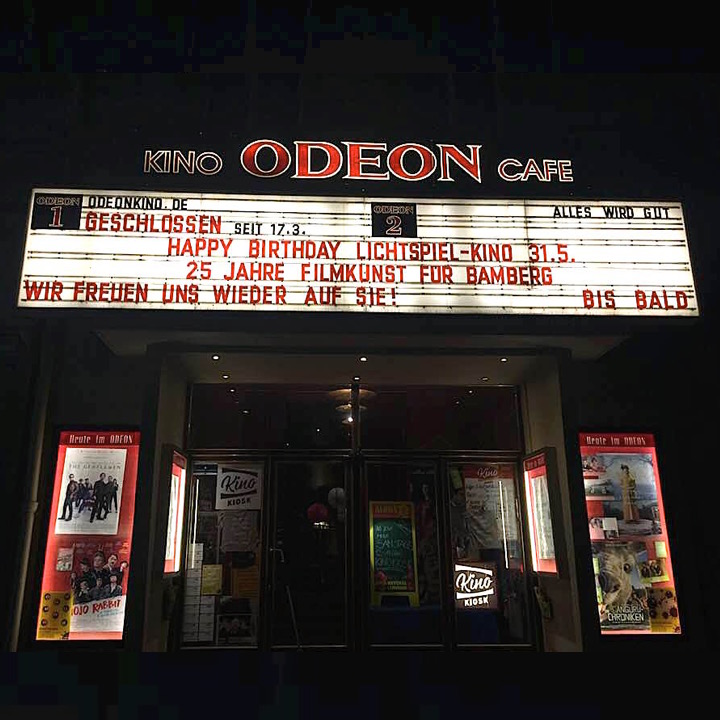 KINO ODEON CAFE
ODEON 1
ODEONKINO.DE
GESCHLOSSEN SEIT 17.3.
ODEON 2
ALLES WIRD GUT
HAPPY BIRTHDAY LICHTSPIEL-KINO 31.5.
25 JAHRE FILMKUNST FÜR BAMBERG
WIR FREUEN UNS WIEDER AUF SIE!
BIS BALD
Heute im ODEON
THE GENTLEMEN
JOJO RABBIT
Kino
KIOSK
Kino
Kino
KIOSK
Heute im ODEON
KÄNGURU-
CHRONIKEN